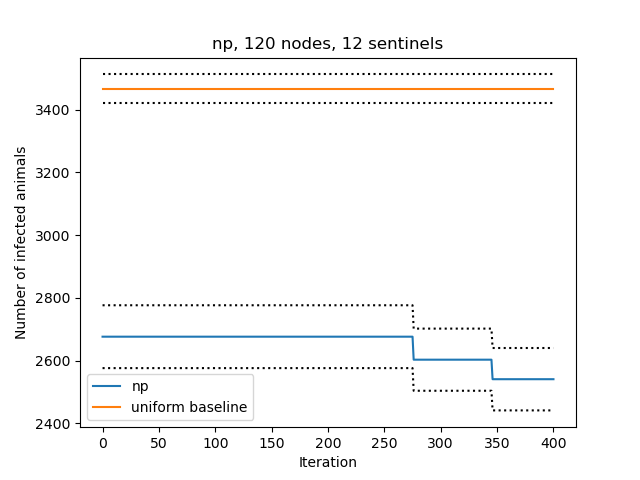 np, 120 nodes, 12 sentinels
Number of infected animals
3400
3200
3000
2800
2600
2400
np
uniform baseline
0 50 100 150 200 250 300 350 400
Iteration